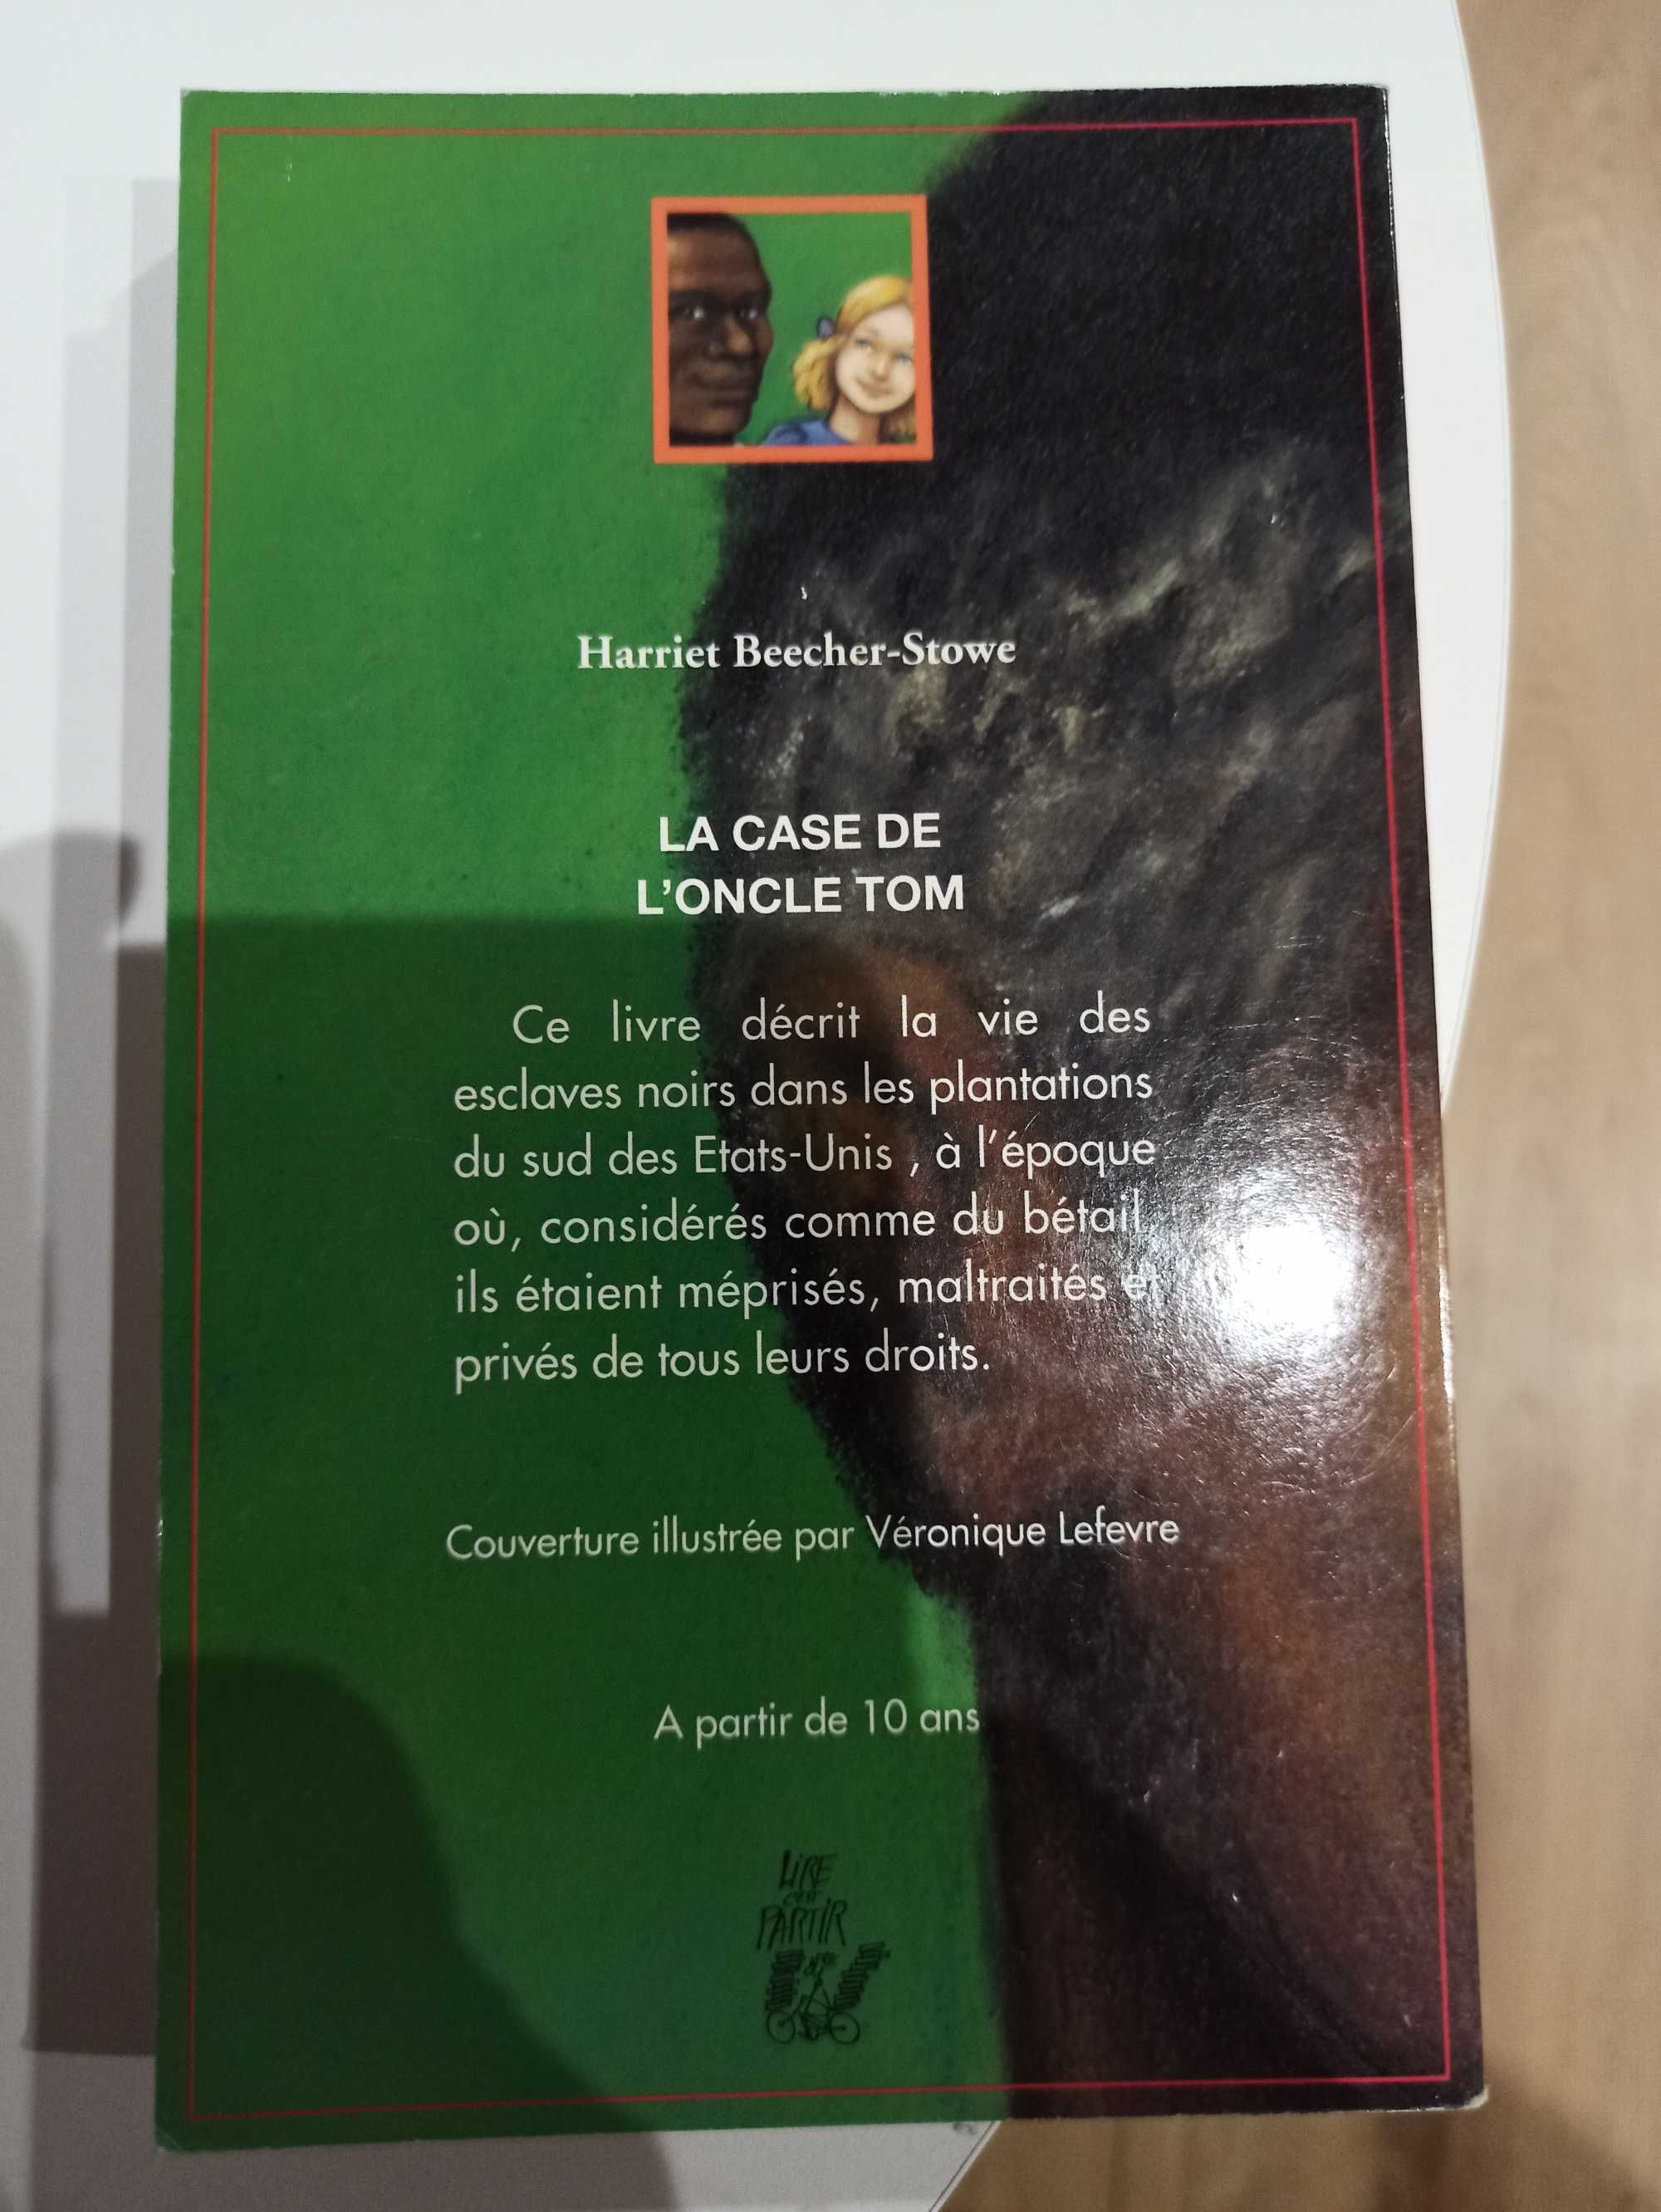 Harriet Beecher-Stowe
LA CASE DE
L'ONCLE TOM
Ce livre décrit la vie des
esclaves noirs dans les plantations
du sud des Etats-Unis , à l'époque
où, considérés comme du bétail,
ils étaient méprisés, maltraités et
privés de tous leurs droits.
Couverture illustrée par Véronique Lefevre
A partir de 10 ans
LIRE
C'EST
PARTIR